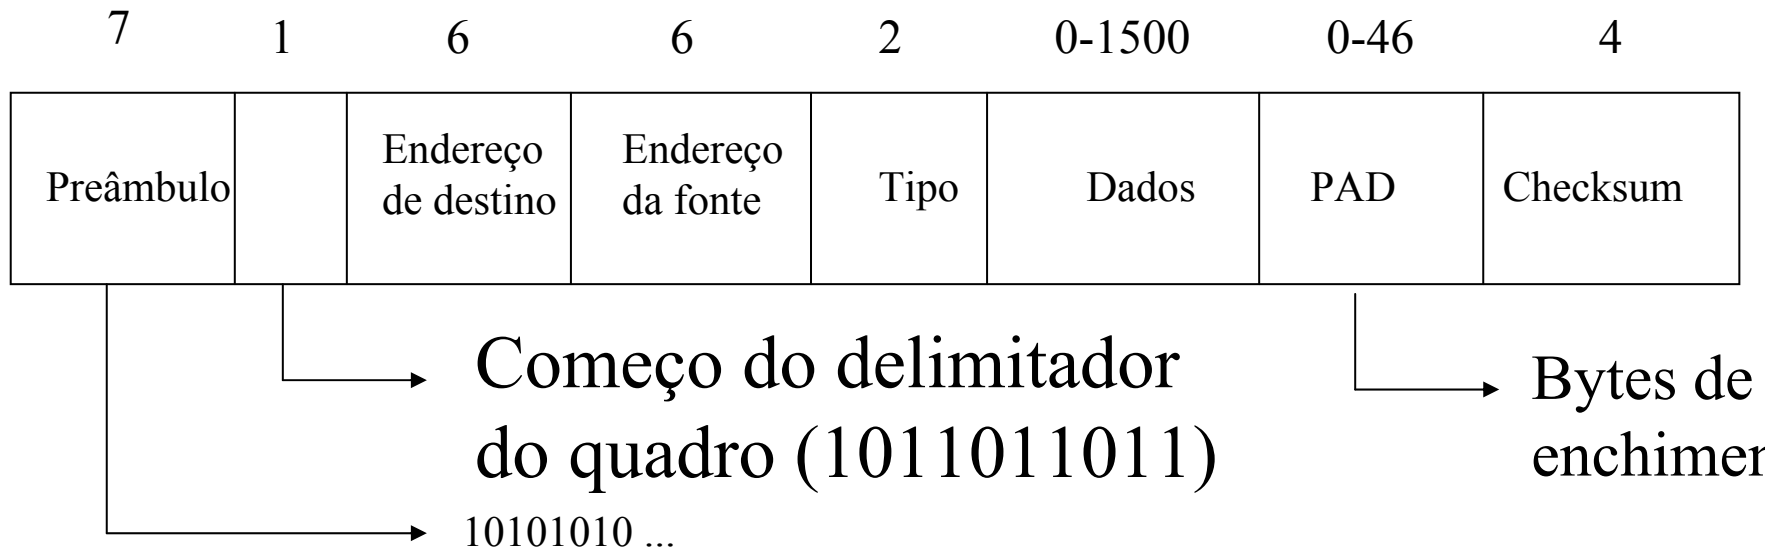 7 1 6 6 2 0-1500 0-46 4
Preâmbulo
Endereço
de destino
Endereço
da fonte
Tipo
Dados
PAD
Checksum
Começo do delimitador
do quadro (1011011011)
Bytes de
enchimen
10101010 ...